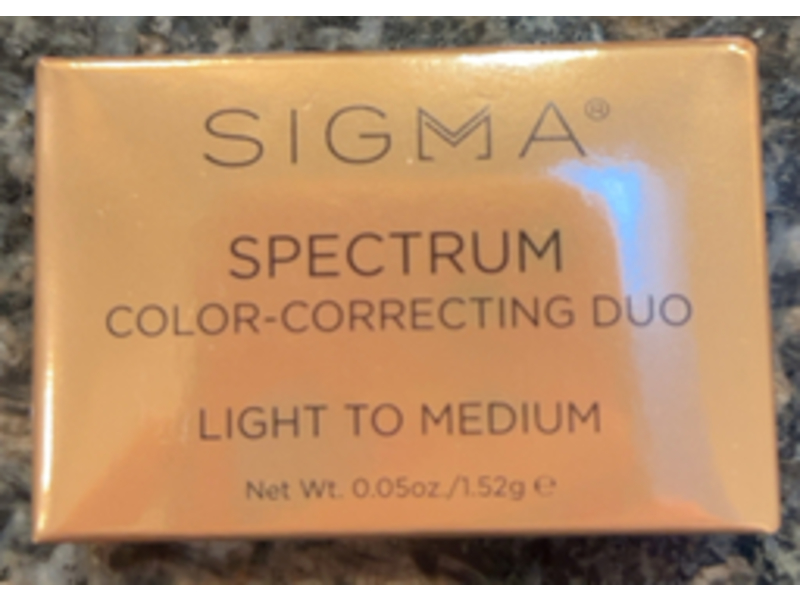 SIGMA®
SPECTRUM
COLOR-CORRECTING DUO
LIGHT TO MEDIUM
Net Wt. 0.05oz./1.52g ℮